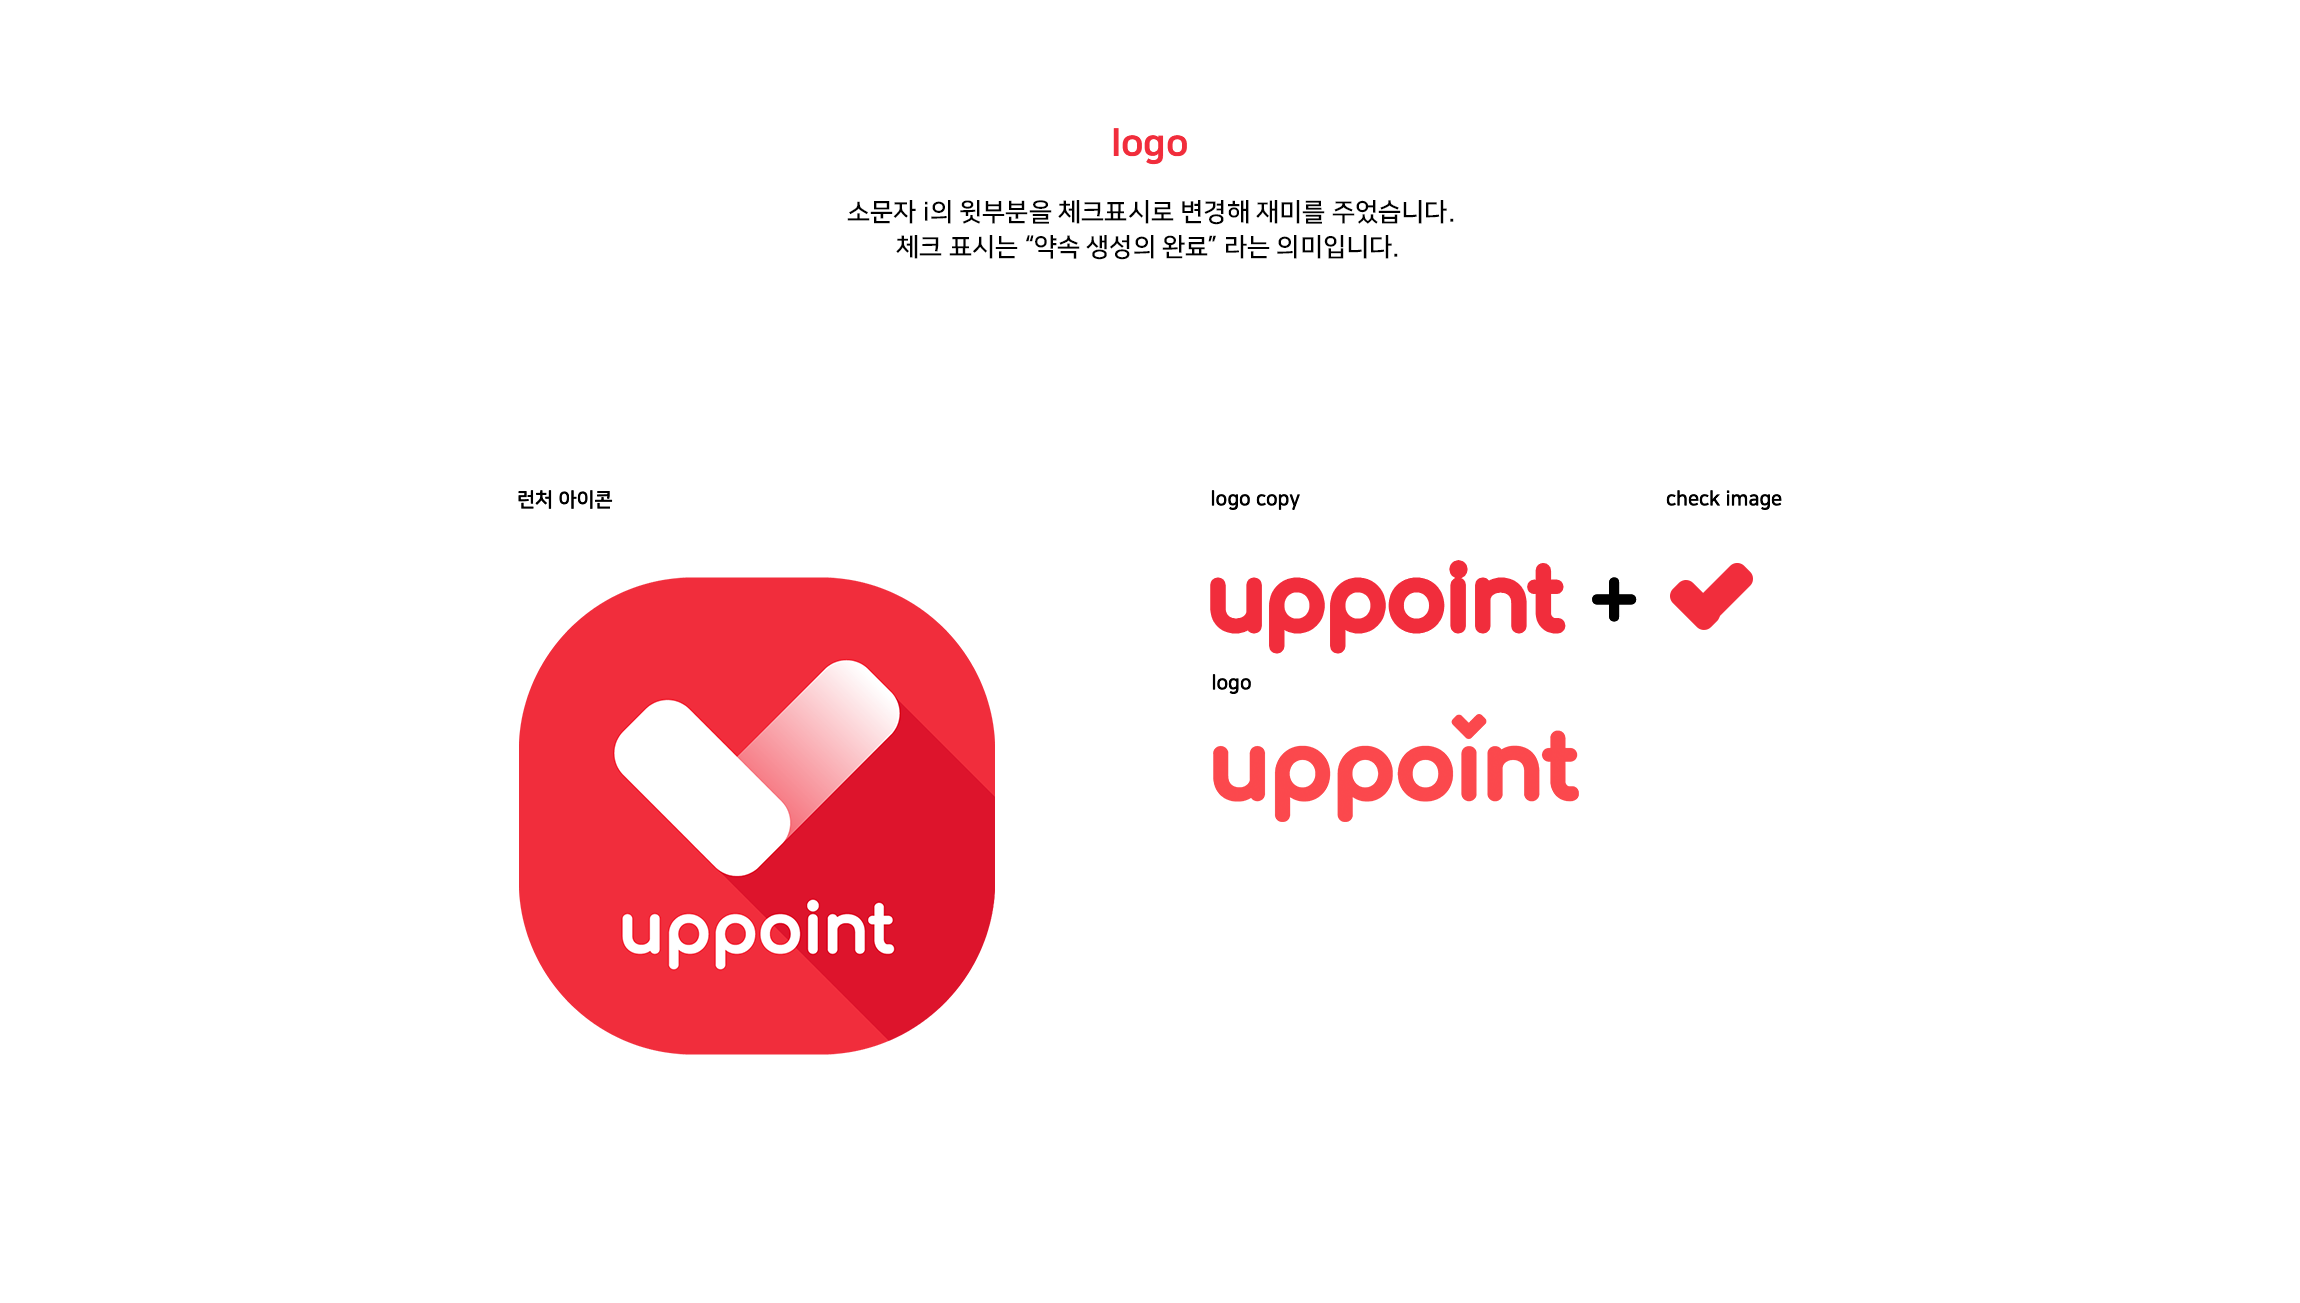 logo
소문자 i의 윗부분을 체크표시로 변경해 재미를 주었습니다.
체크 표시는 “약속 생성의 완료” 라는 의미입니다.
런처 아이콘
uppoint
logo copy
check image
uppoint +
logo
uppoint